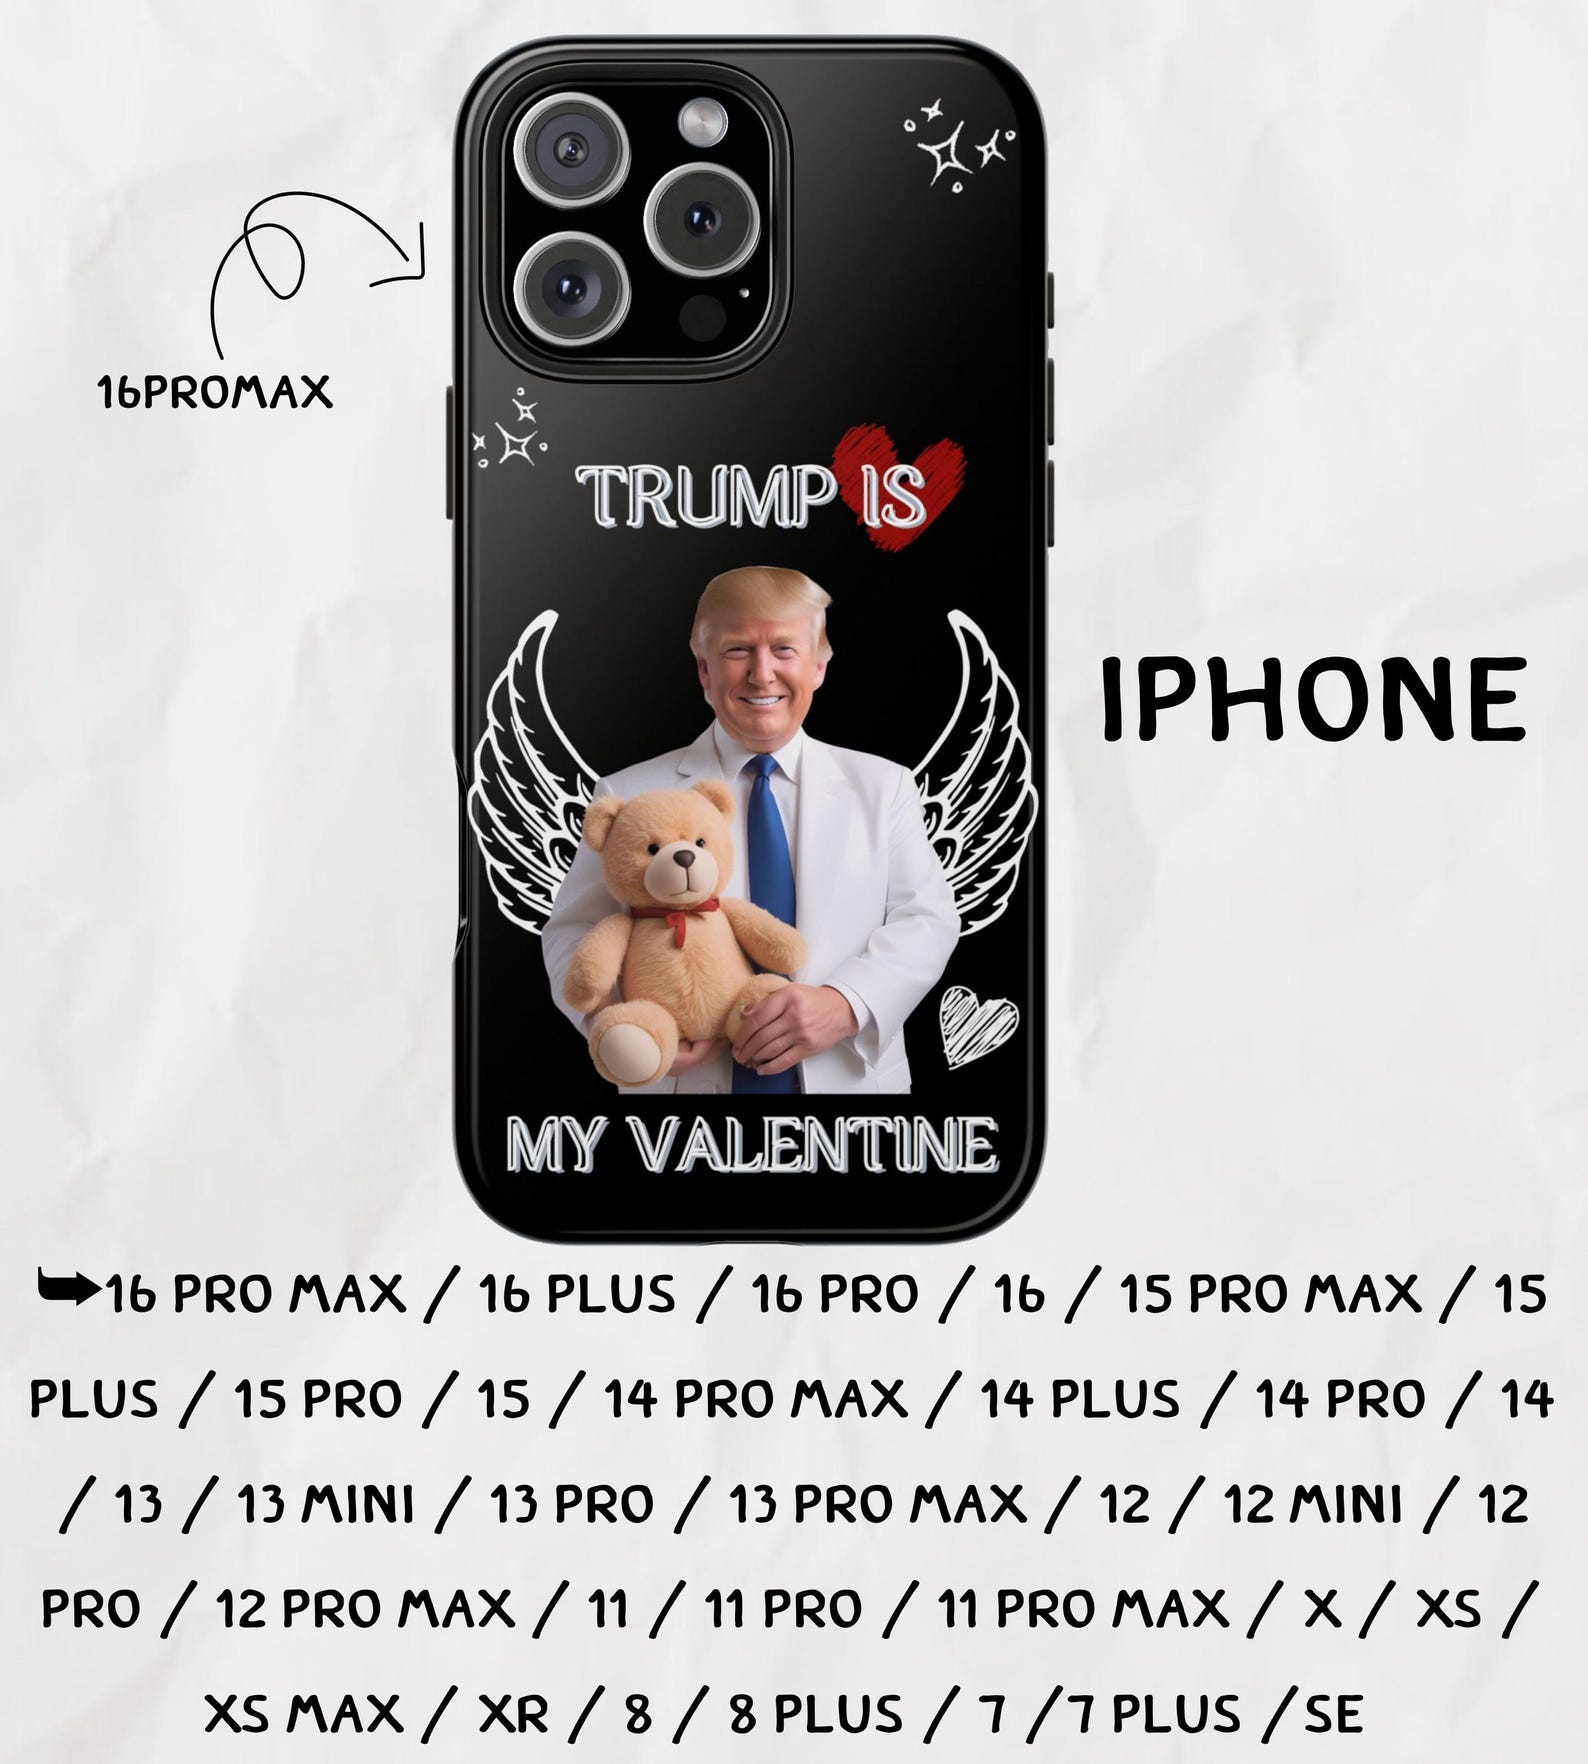 16PROMAX
TRUMP IS
MY VALENTINE
IPHONE
16 PRO MAX / 16 PLUS / 16 PRO / 16 / 15 PRO MAX / 15
PLUS / 15 PRO / 15 / 14 PRO MAX / 14 PLUS / 14 PRO / 14
/ 13 / 13 MINI / 13 PRO / 13 PRO MAX / 12 / 12 MINI / 12
PRO / 12 PRO MAX / 11 / 11 PRO / 11 PRO MAX / X / XS /
XS MAX / XR / 8 / 8 PLUS / 7 /7 PLUS /SE